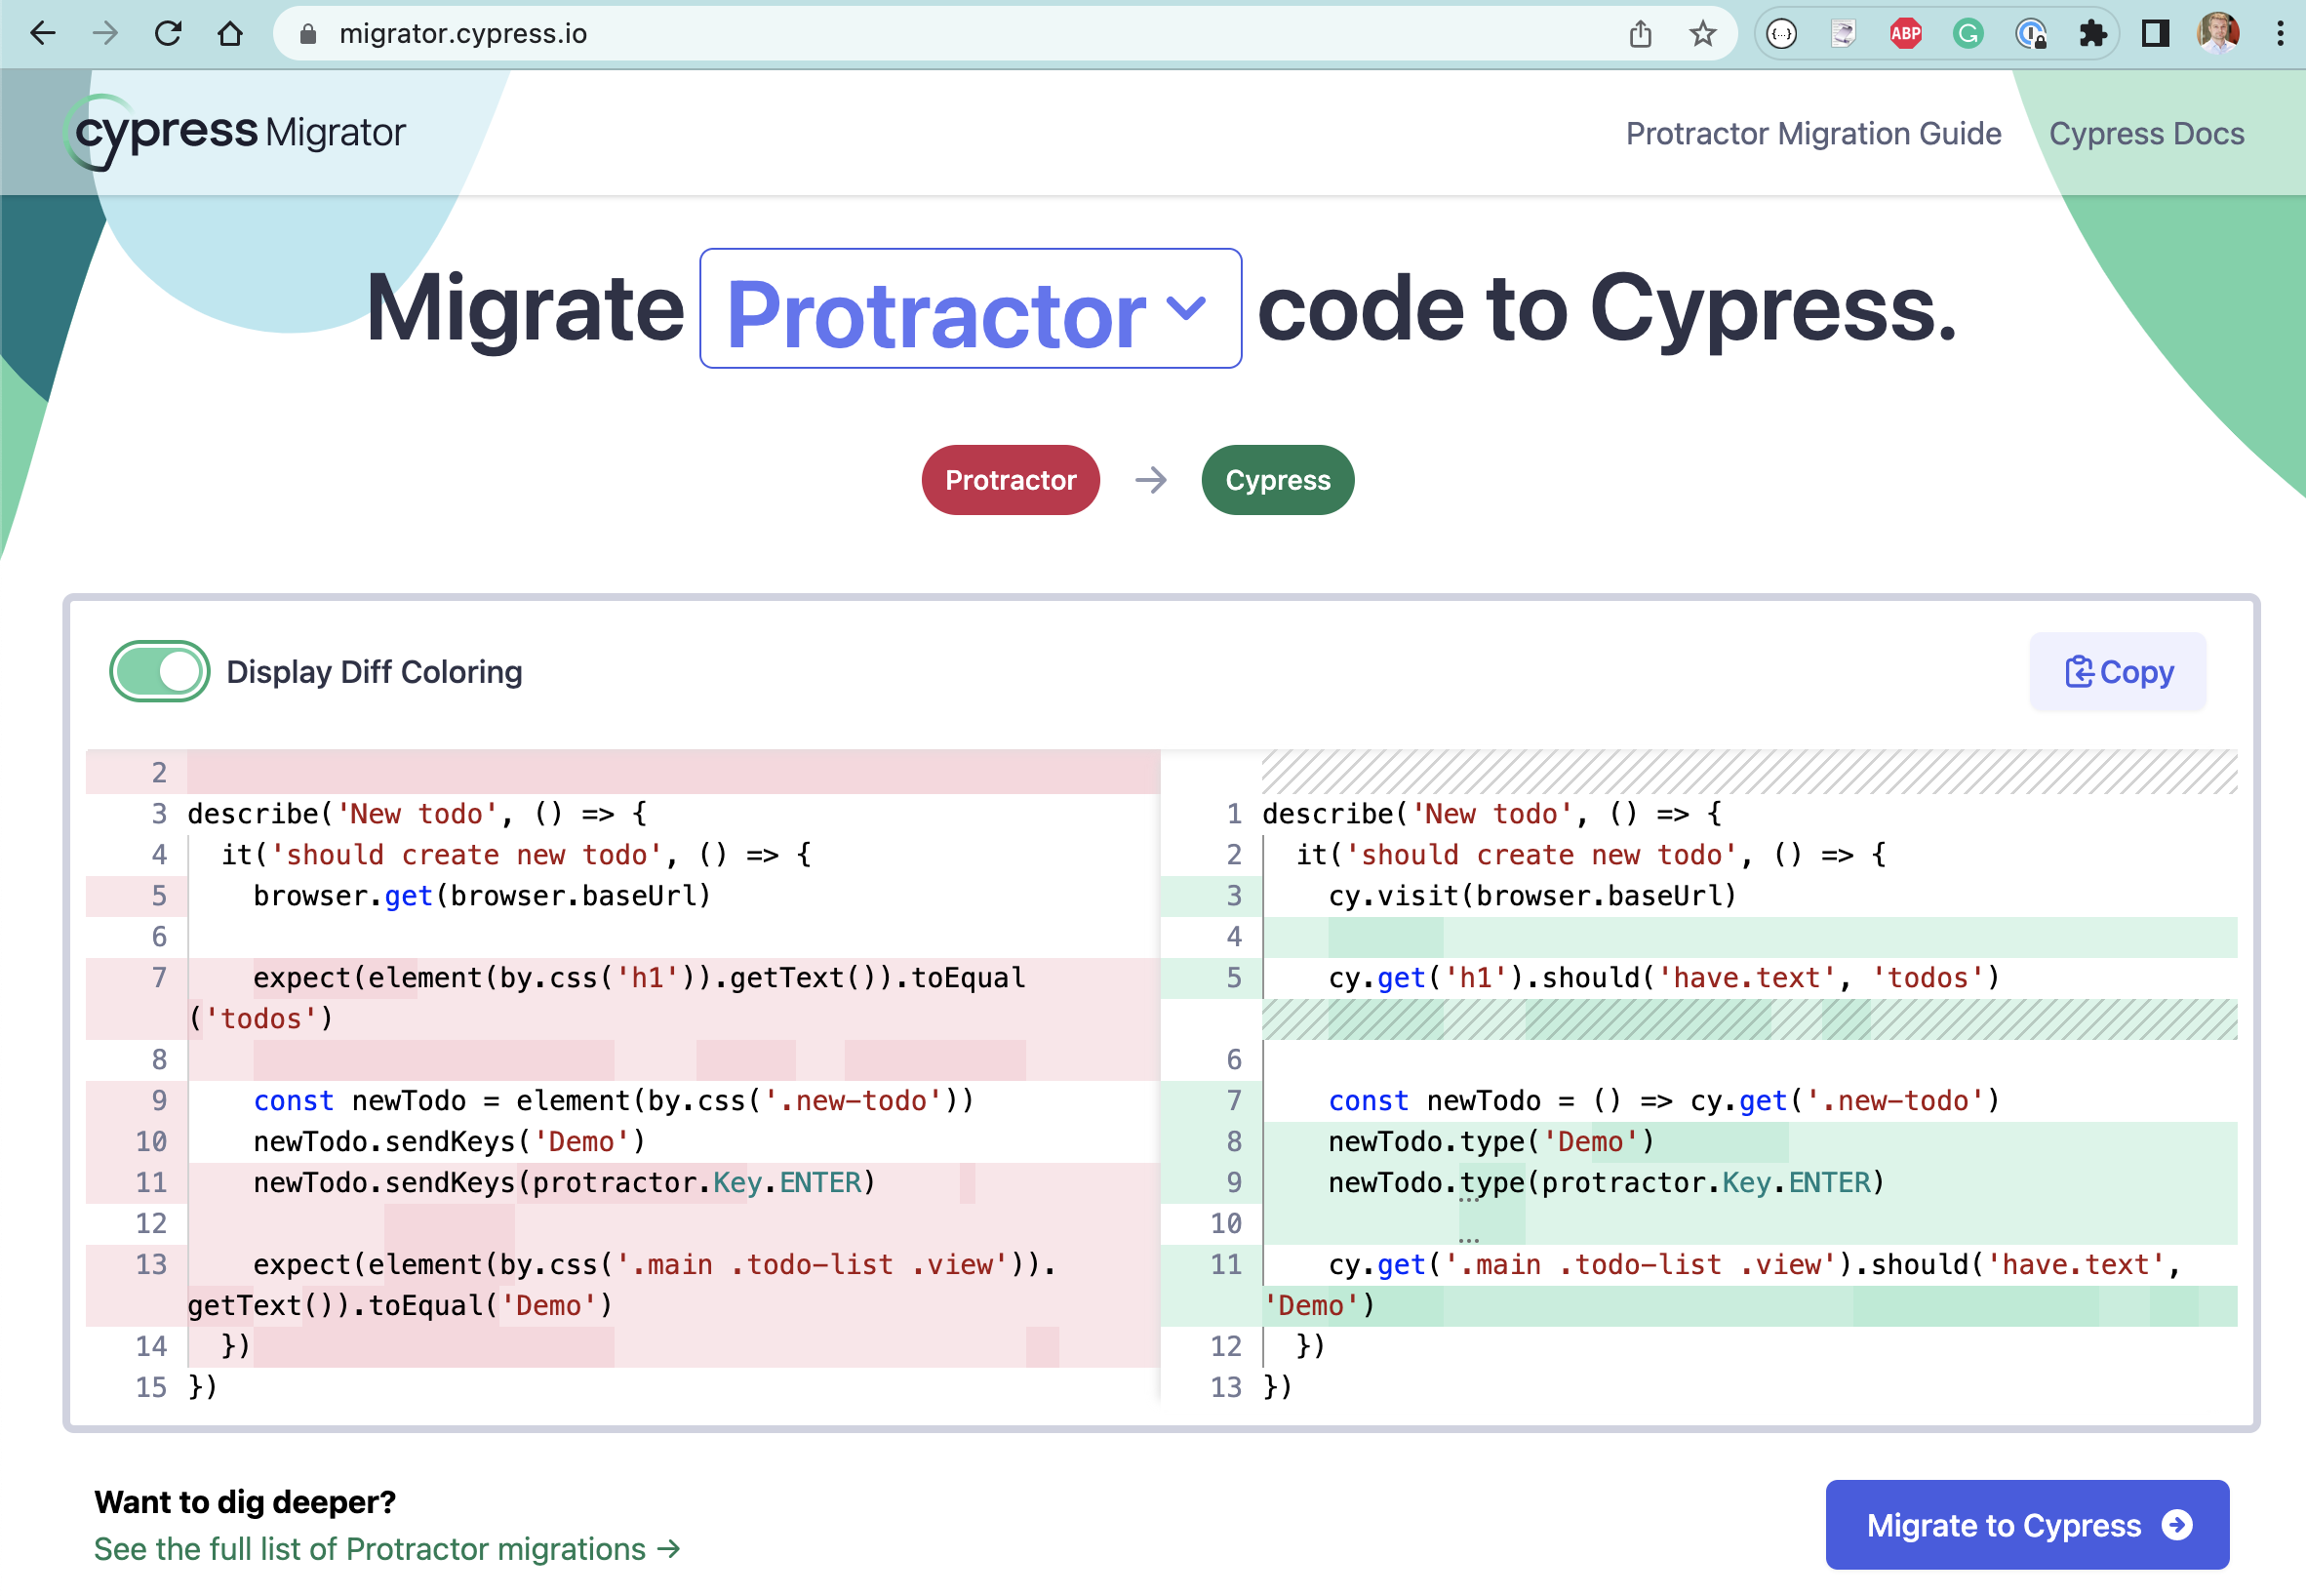 migrator.cypress.io
{...}
ABP
G
cypress Migrator
Protractor Migration Guide
Cypress Docs
Migrate Protractor code to Cypress.
Protractor → Cypress
Display Diff Coloring
Copy
2
3 describe('New todo', () => {
4 it('should create new todo', () => {
5 browser.get(browser.baseUrl)
6
7 expect(element(by.css('h1')).getText()).toEqual
('todos')
8
9 const newTodo = element(by.css('.new-todo'))
10 newTodo.sendKeys('Demo')
11 newTodo.sendKeys(protractor.Key.ENTER)
12
13 expect(element(by.css('.main .todo-list .view')).
getText()).toEqual('Demo')
14 })
15 })
1 describe('New todo', () => {
2 it('should create new todo', () => {
3 cy.visit(browser.baseUrl)
4
5 cy.get('h1').should('have.text', 'todos')
6
7 const newTodo = () => cy.get('.new-todo')
8 newTodo.type('Demo')
9 newTodo.type(protractor.Key.ENTER)
10
11 cy.get('.main .todo-list .view').should('have.text',
'Demo')
12 })
13 })
Want to dig deeper?
See the full list of Protractor migrations →
Migrate to Cypress